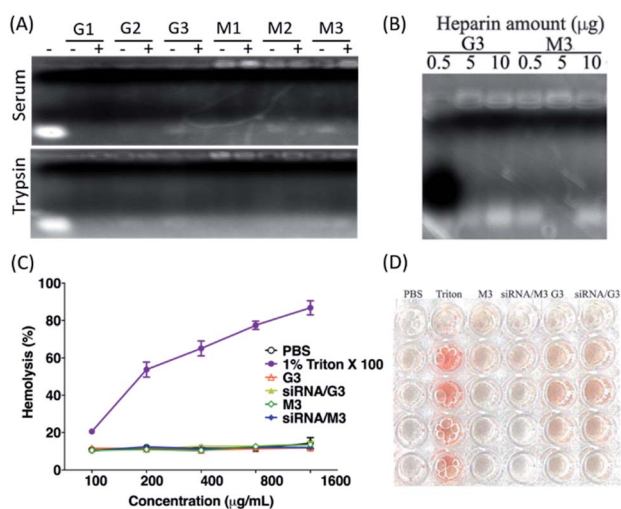 (A)
G1 G2 G3 M1 M2 M3
- - + - + - + - + - + - +
Serum
Trypsin
(B)
Heparin amount (μg)
G3 M3
0.5 5 10 0.5 5 10
(C)
100
80
60
40
20
0
Hemolysis (%)
PBS
1% Triton X 100
G3
siRNA/G3
M3
siRNA/M3
100 200 400 800 1600
Concentration (μg/mL)
(D)
PBS Triton M3 siRNA/M3 G3 siRNA/G3